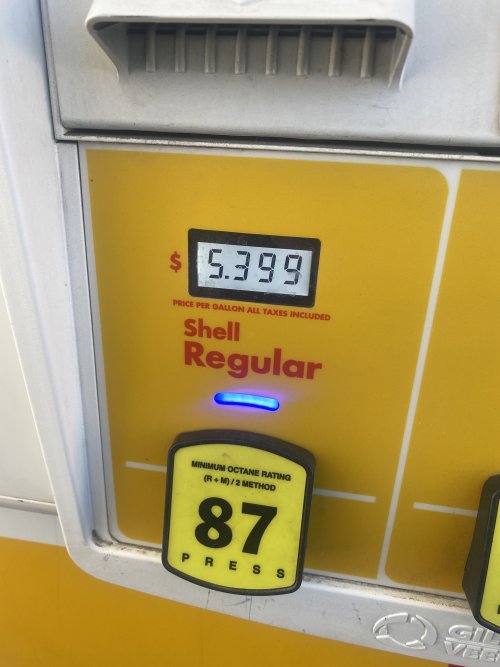 $ 5.399
PRICE PER GALLON ALL TAXES INCLUDED
Shell
Regular
MINIMUM OCTANE RATING
(R + M) / 2 METHOD
87
PRESS